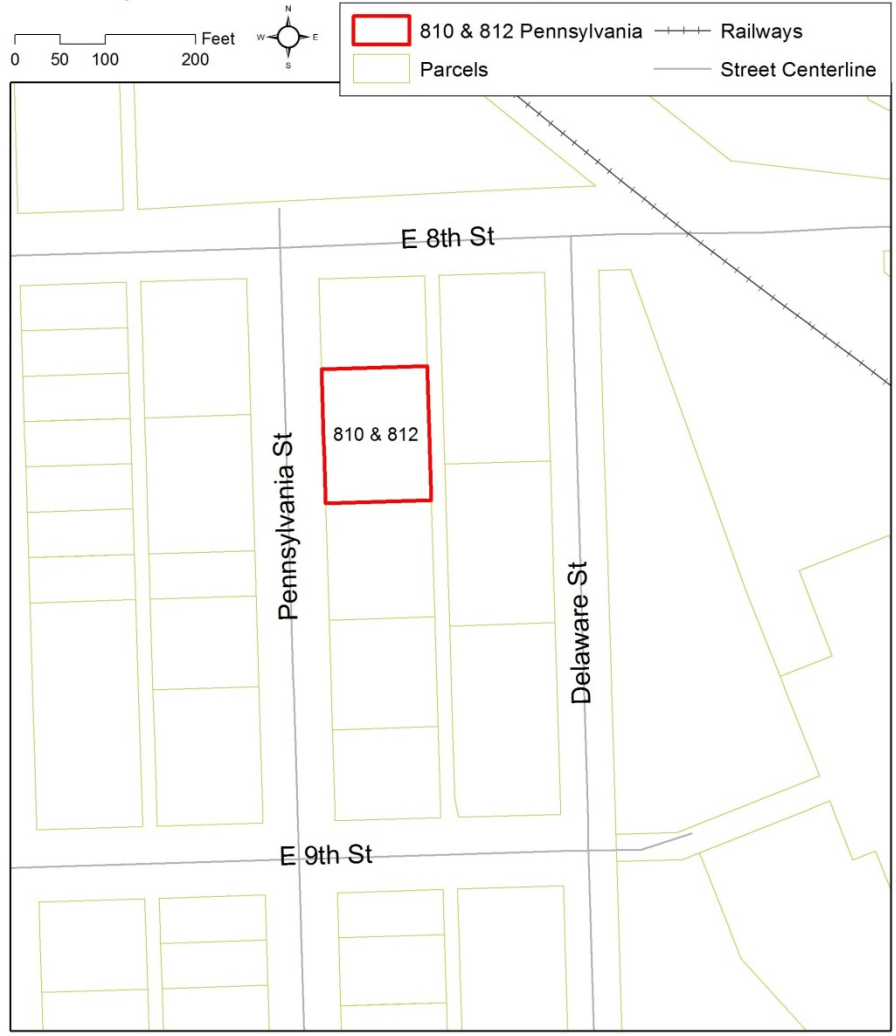 N
W E
S
Feet
0 50 100 200
810 & 812 Pennsylvania
Railways
Parcels
Street Centerline
E 8th St
810 & 812
Pennsylvania St
Delaware St
E 9th St